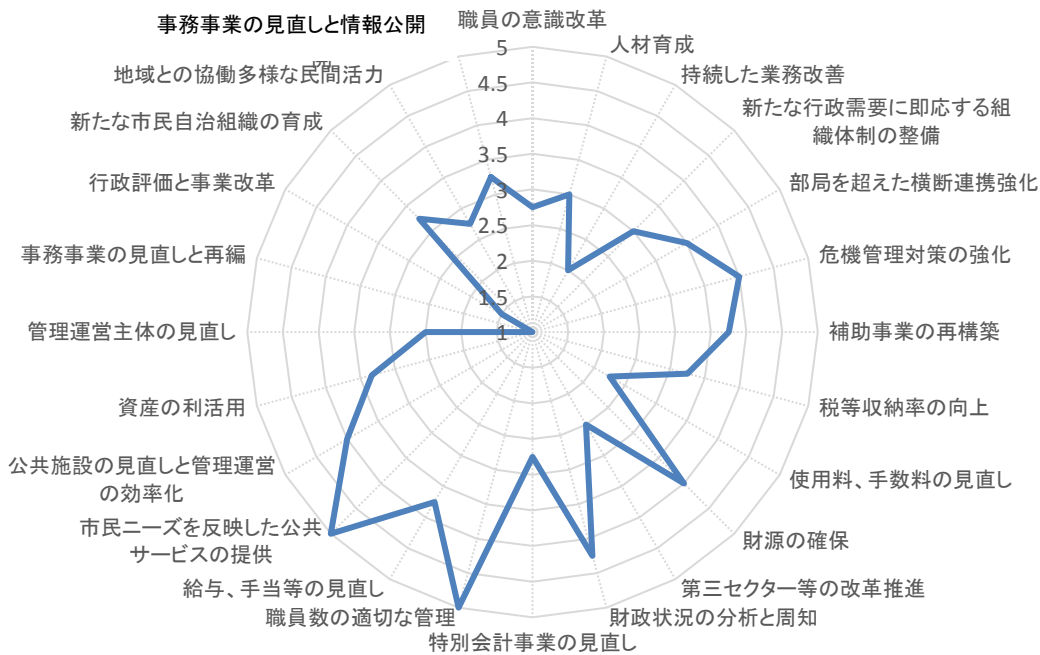 事務事業の見直しと情報公開
職員の意識改革
人材育成
持続した業務改善
新たな行政需要に即応する組
織体制の整備
部局を超えた横断連携強化
危機管理対策の強化
補助事業の再構築
税等収納率の向上
使用料、手数料の見直し
財源の確保
第三セクター等の改革推進
財政状況の分析と周知
特別会計事業の見直し
職員数の適切な管理
給与、手当等の見直し
市民ニーズを反映した公共
サービスの提供
公共施設の見直しと管理運営
の効率化
資産の利活用
管理運営主体の見直し
事務事業の見直しと再編
行政評価と事業改革
新たな市民自治組織の育成
地域との協働多様な民間活力
5
4.5
4
3.5
3
2.5
2
1.5
1